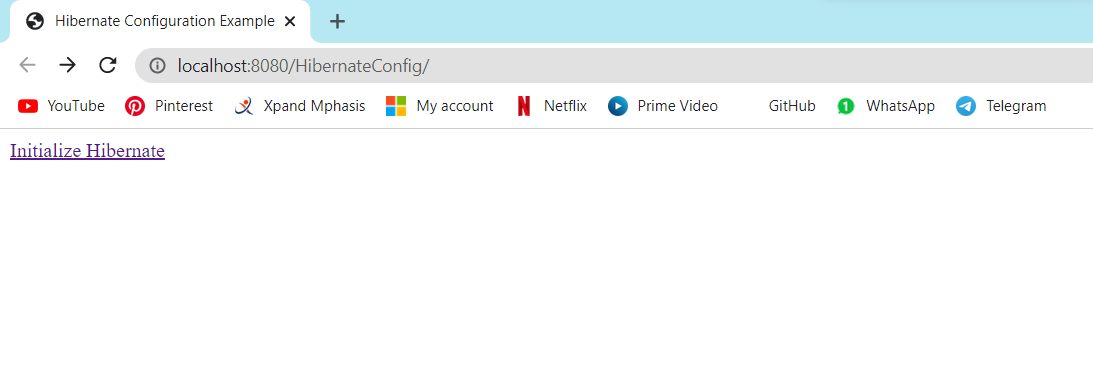 Hibernate Configuration Example
localhost:8080/HibernateConfig/
YouTube Pinterest Xpand Mphasis My account Netflix Prime Video GitHub 1 WhatsApp Telegram
Initialize Hibernate